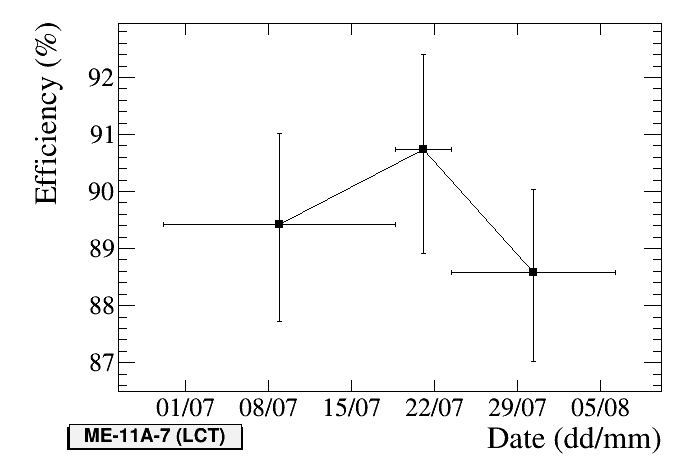 Efficiency (%)
92
91
90
89
88
87
01/07 08/07 15/07 22/07 29/07 05/08
ME-11A-7 (LCT)
Date (dd/mm)